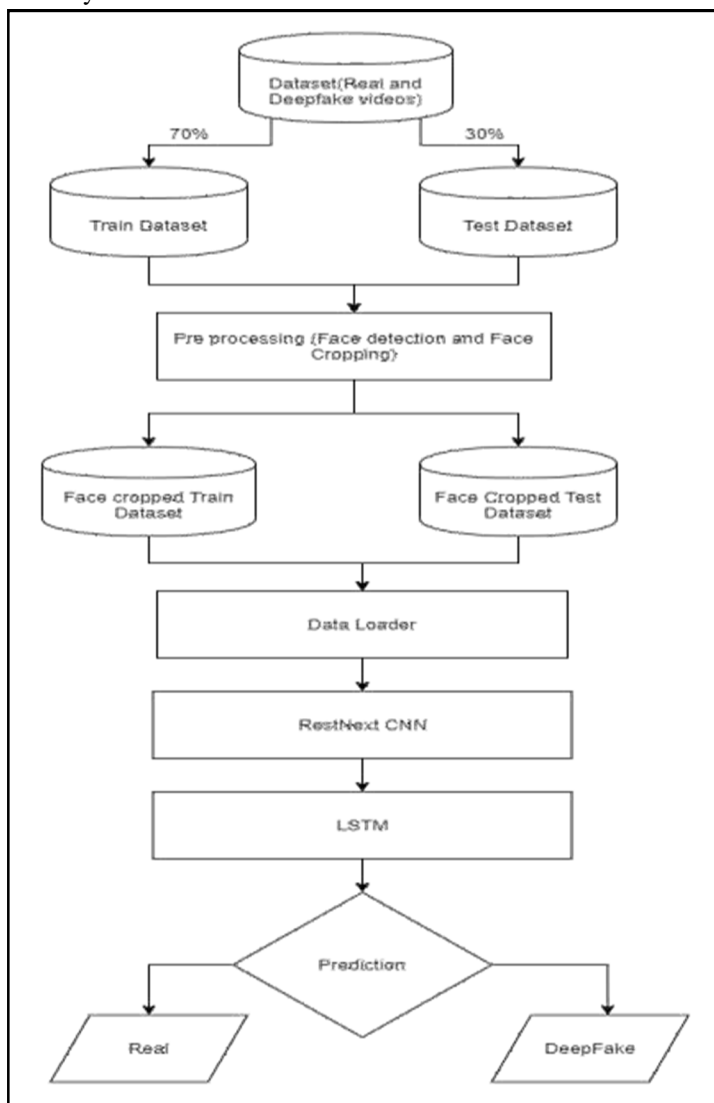 Dataset(Real and
Deepfake videos)
70%
30%
Train Dataset
Test Dataset
Pre processing (Face detection and Face
Cropping)
Face cropped Train
Dataset
Face Cropped Test
Dataset
Data Loader
RestNext CNN
LSTM
Prediction
Real
DeepFake